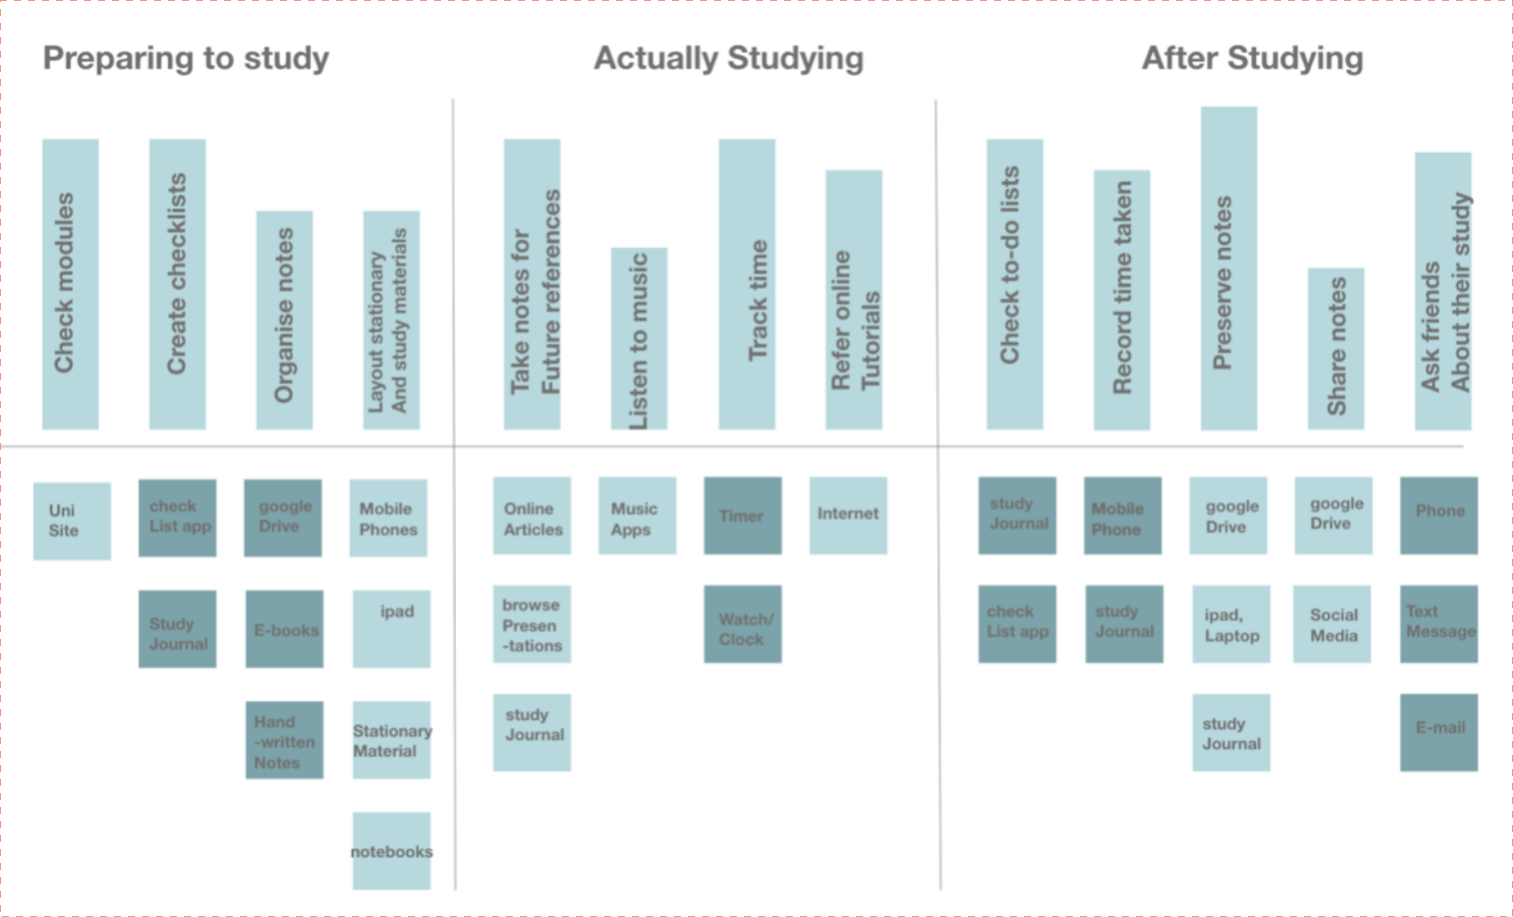 Preparing to study
Actually Studying
After Studying
Check modules
Create checklists
Organise notes
Layout stationary
And study materials
Take notes for
Future references
Listen to music
Track time
Refer online
Tutorials
Check to-do lists
Record time taken
Preserve notes
Share notes
Ask friends
About their study
Uni
Site
check
List app
Study
Journal
google
Drive
E-books
Hand
-written
Notes
Mobile
Phones
ipad
Stationary
Material
notebooks
Online
Articles
browse
Presen
-tations
study
Journal
Music
Apps
Timer
Watch/
Clock
Internet
study
Journal
check
List app
Mobile
Phone
study
Journal
google
Drive
ipad,
Laptop
study
Journal
google
Drive
Social
Media
Phone
Text
Message
E-mail